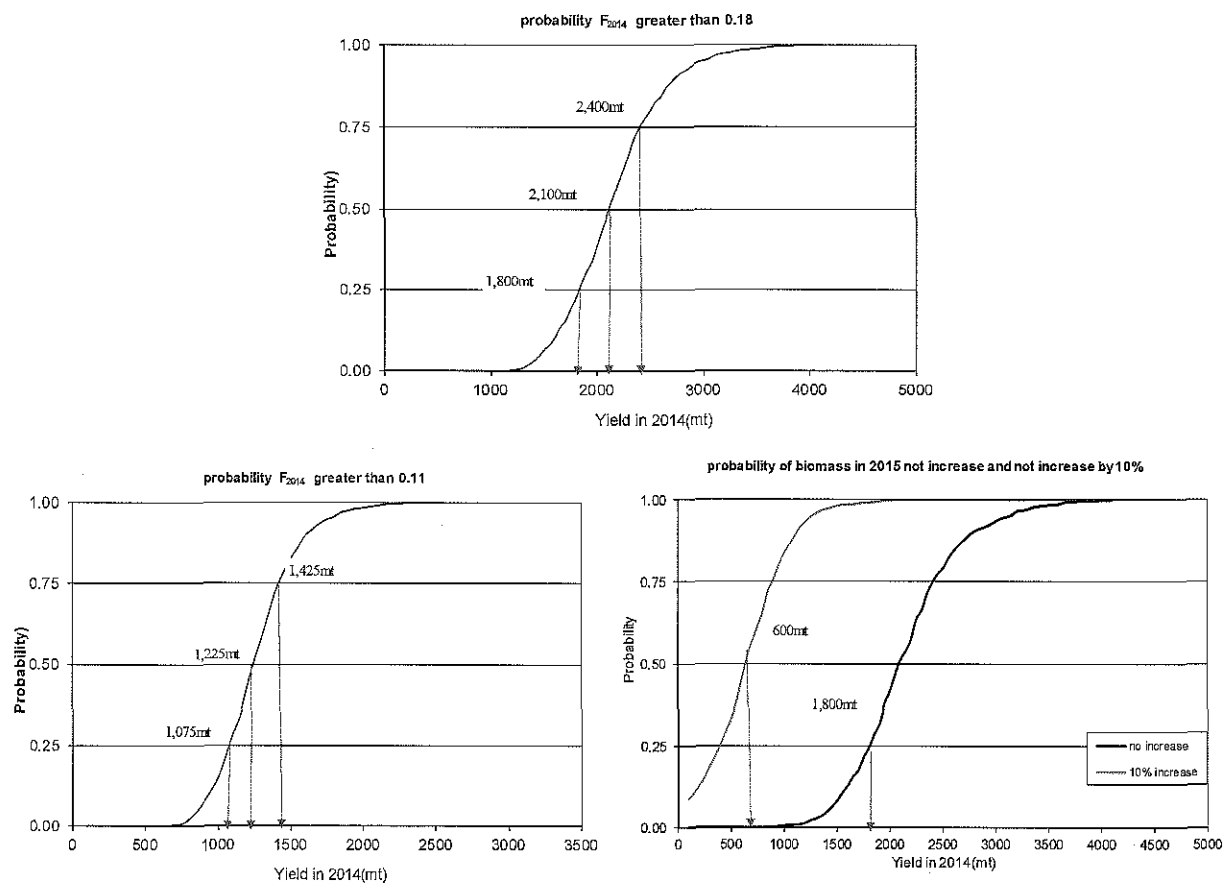 probability F2014 greater than 0.18
1.00
0.75
0.50
0.25
0.00
Probability)
2,400mt
2,100mt
1,800mt
0 1000 2000 3000 4000 5000
Yield in 2014(mt)
probability F2014 greater than 0.11
1.00
0.75
0.50
0.25
0.00
Probability)
1,425mt
1,225mt
1,075mt
0 500 1000 1500 2000 2500 3000 3500
Yield in 2014(mt)
probability of biomass in 2015 not increase and not increase by 10%
1.00
0.75
0.50
0.25
0.00
Probability
600mt
1,800mt
no increase
10% increase
0 500 1000 1500 2000 2500 3000 3500 4000 4500 5000
Yield in 2014(mt)